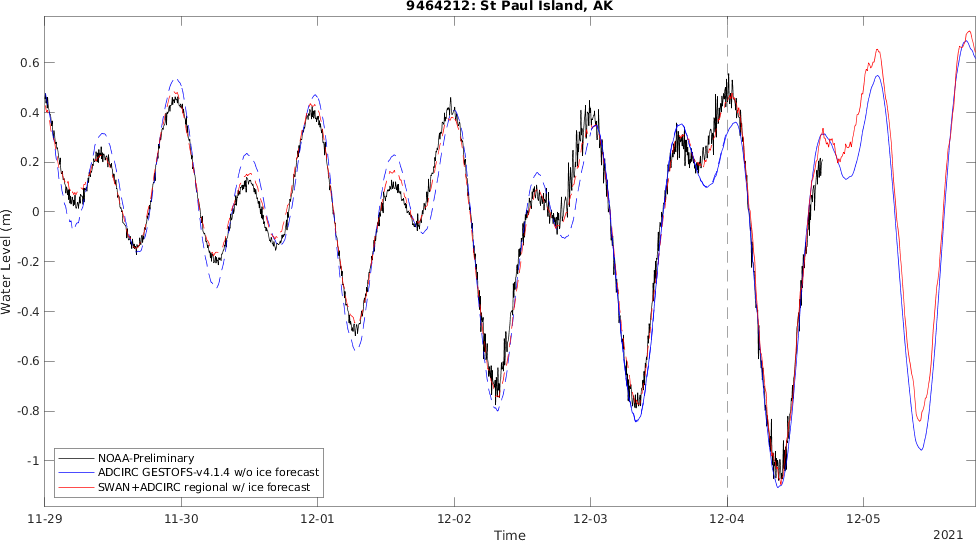 9464212: St Paul Island, AK
Water Level (m)
0.6
0.4
0.2
0
-0.2
-0.4
-0.6
-0.8
-1
NOAA-Preliminary
ADCIRC GESTOFS-v4.1.4 w/o ice forecast
SWAN+ADCIRC regional w/ ice forecast
11-29 11-30 12-01 12-02 12-03 12-04 12-05
Time
2021